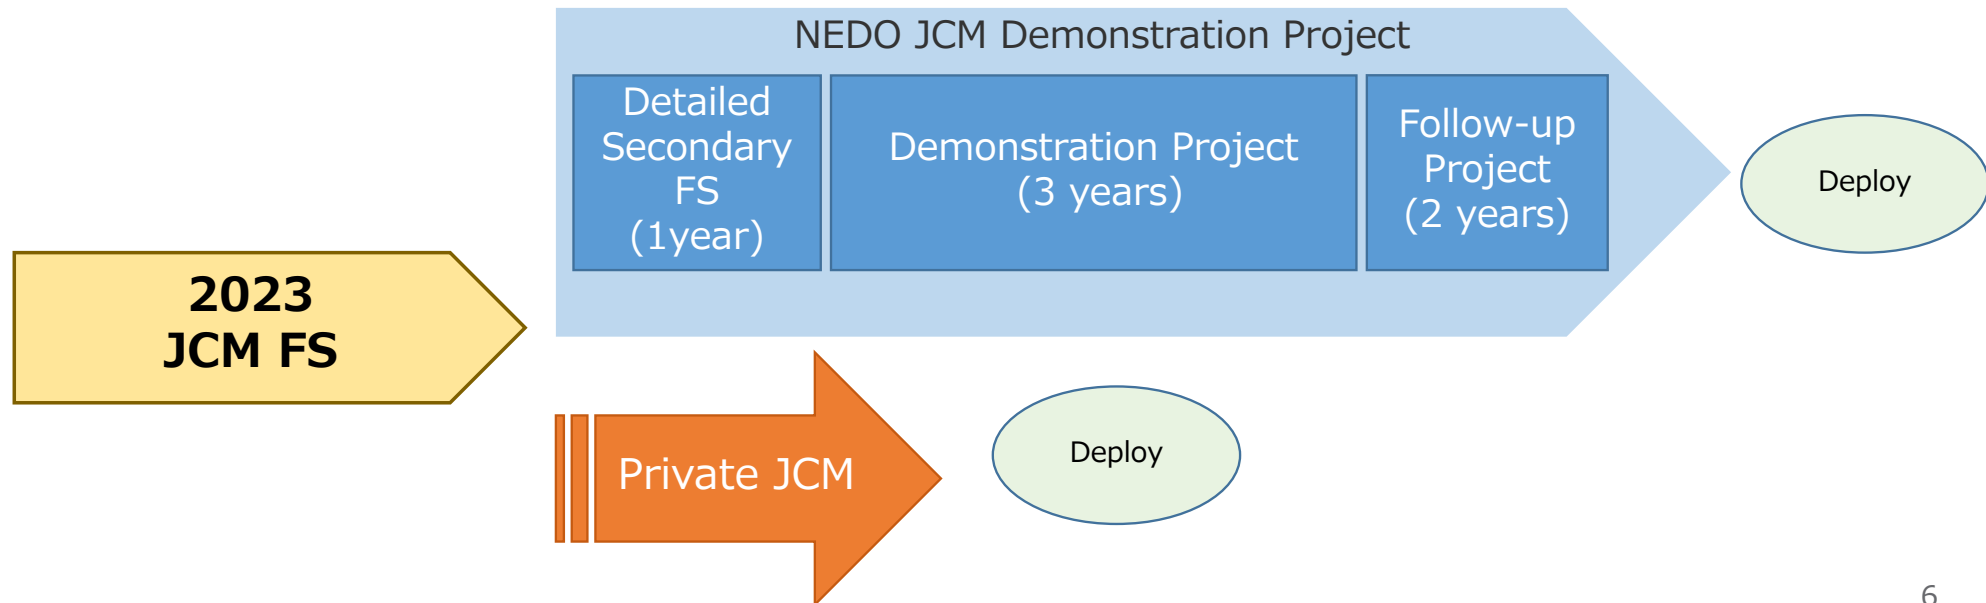 NEDO JCM Demonstration Project
Detailed
Secondary
FS
(1year)
Demonstration Project
(3 years)
Follow-up
Project
(2 years)
Deploy
2023
JCM FS
Private JCM
Deploy
6